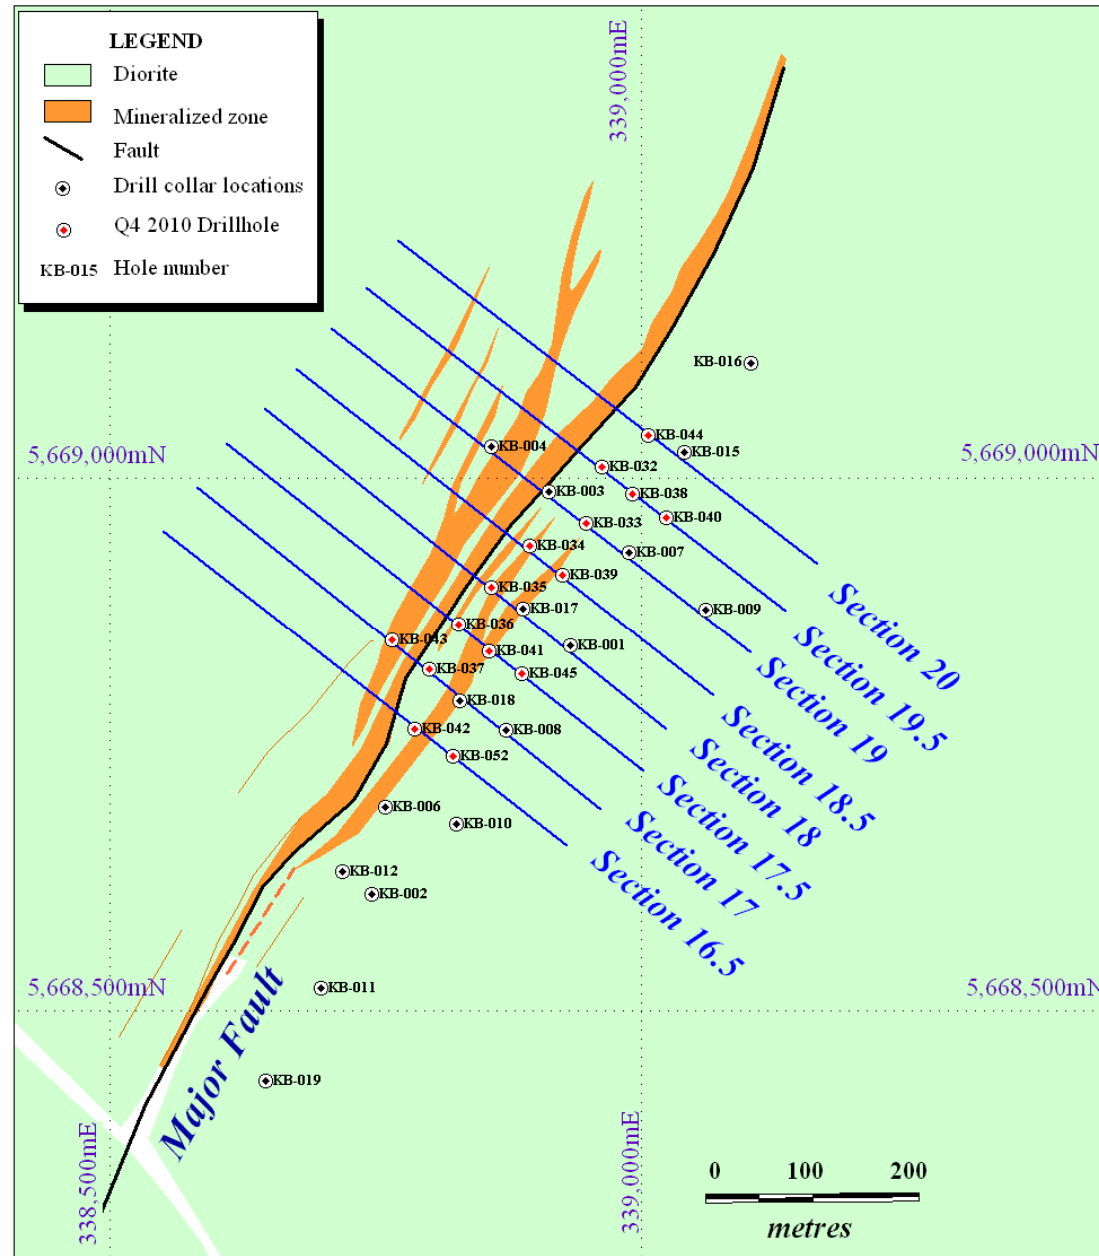 LEGEND
Diorite
Mineralized zone
Fault
Drill collar locations
Q4 2010 Drillhole
KB-015 Hole number
339,000mE
KB-016
KB-044
KB-004
KB-015
5,669,000mN
5,669,000mN
KB-032
KB-003
KB-038
KB-033
KB-040
KB-034
KB-007
KB-039
KB-035
KB-017
KB-009
KB-036
KB-043
KB-001
KB-041
KB-037
KB-045
KB-018
KB-042
KB-008
KB-052
KB-006
KB-010
KB-012
KB-002
KB-011
KB-019
Section 20
Section 19.5
Section 19
Section 18.5
Section 18
Section 17.5
Section 17
Section 16.5
5,668,500mN
5,668,500mN
Major Fault
338,500mE
339,000mE
0 100 200
metres